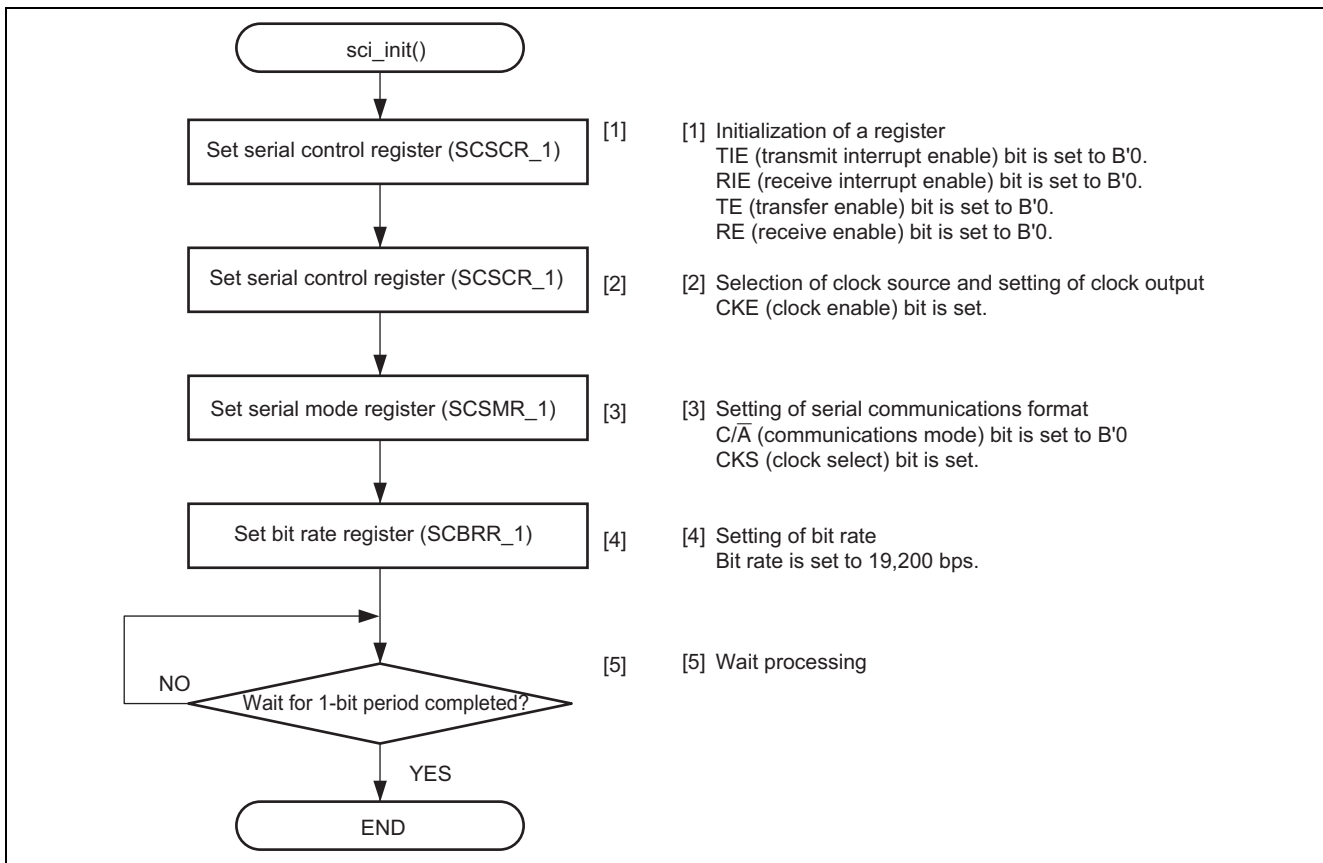 sci_init()
Set serial control register (SCSCR_1)
[1]
[1] Initialization of a register
TIE (transmit interrupt enable) bit is set to B'0.
RIE (receive interrupt enable) bit is set to B'0.
TE (transfer enable) bit is set to B'0.
RE (receive enable) bit is set to B'0.
Set serial control register (SCSCR_1)
[2]
[2] Selection of clock source and setting of clock output
CKE (clock enable) bit is set.
Set serial mode register (SCSMR_1)
[3]
[3] Setting of serial communications format
C/A̅ (communications mode) bit is set to B'0
CKS (clock select) bit is set.
Set bit rate register (SCBRR_1)
[4]
[4] Setting of bit rate
Bit rate is set to 19,200 bps.
[5]
[5] Wait processing
NO
Wait for 1-bit period completed?
YES
END